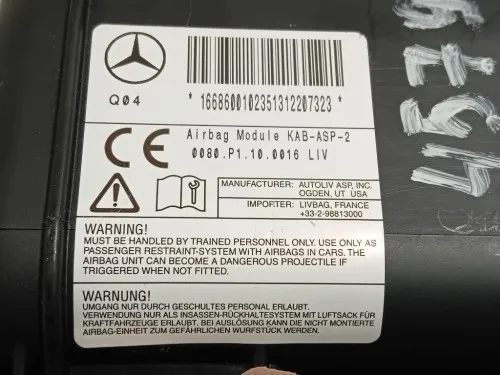 Q04
* 1668600102351312207323 *
Airbag Module KAB-ASP-2
0080.P1.10.0016 LIV
CE
MANUFACTURER: AUTOLIV ASP, INC.
OGDEN, UT USA
IMPORTER: LIVBAG, FRANCE
+33-2-98813000
WARNING!
MUST BE HANDLED BY TRAINED PERSONNEL ONLY. USE ONLY AS
PASSENGER RESTRAINT-SYSTEM WITH AIRBAGS IN CARS. THE
AIRBAG UNIT CAN BECOME A DANGEROUS PROJECTILE IF
TRIGGERED WHEN NOT FITTED.
WARNUNG!
UMGANG NUR DURCH GESCHULTES PERSONAL ERLAUBT.
VERWENDUNG NUR ALS INSASSEN-RÜCKHALTESYSTEM MIT LUFTSACK FÜR
KRAFTFAHRZEUGE ERLAUBT. BEI AUSLÖSUNG KANN DIE NICHT MONTIERTE
AIRBAG-EINHEIT ZUM GEFÄHRLICHEN WURFSTÜCK WERDEN.